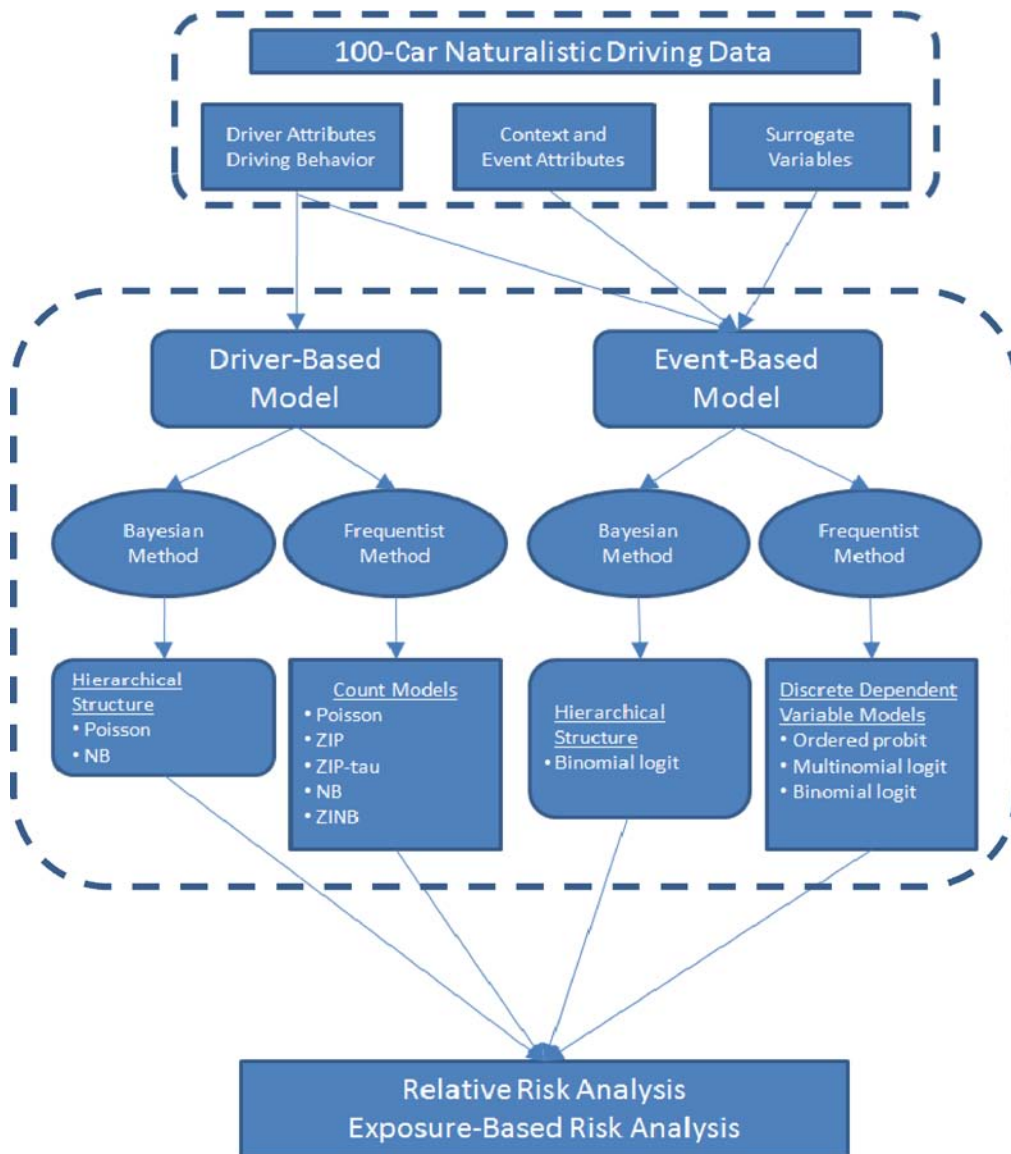 100-Car Naturalistic Driving Data
Driver Attributes
Driving Behavior
Context and
Event Attributes
Surrogate
Variables
Driver-Based
Model
Event-Based
Model
Bayesian
Method
Frequentist
Method
Bayesian
Method
Frequentist
Method
Hierarchical
Structure
• Poisson
• NB
Count Models
• Poisson
• ZIP
• ZIP-tau
• NB
• ZINB
Hierarchical
Structure
• Binomial logit
Discrete Dependent
Variable Models
• Ordered probit
• Multinomial logit
• Binomial logit
Relative Risk Analysis
Exposure-Based Risk Analysis